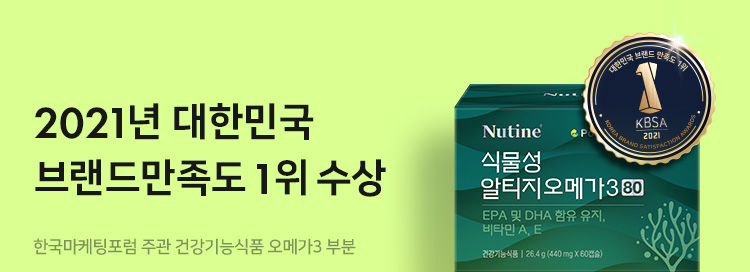 2021년 대한민국
브랜드만족도 1위 수상
한국마케팅포럼 주관 건강기능식품 오메가3 부분
Nutine®
식물성
알티지오메가3 80
EPA 및 DHA 함유 유지,
비타민 A, E
건강기능식품 | 26.4 g (440 mg X 60캡슐)
대한민국 브랜드 만족도 1위
1
KBSA
2021
KOREA BRAND SATISFACTION AWARDS